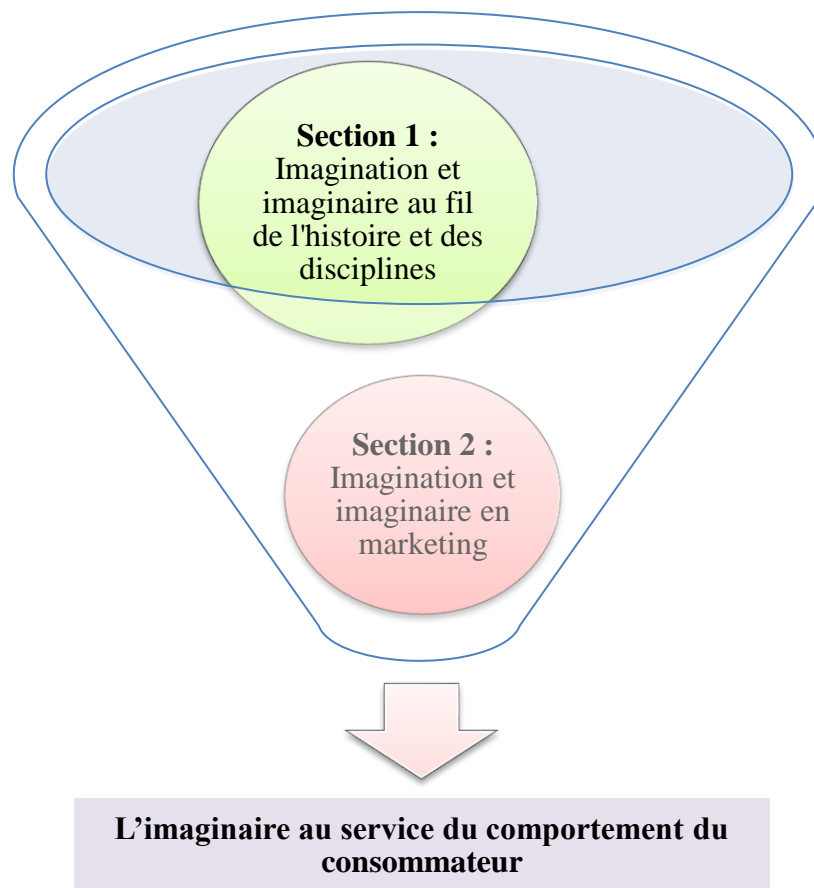 Section 1 :
Imagination et
imaginaire au fil
de l'histoire et des
disciplines
Section 2 :
Imagination et
imaginaire en
marketing
L’imaginaire au service du comportement du
consommateur